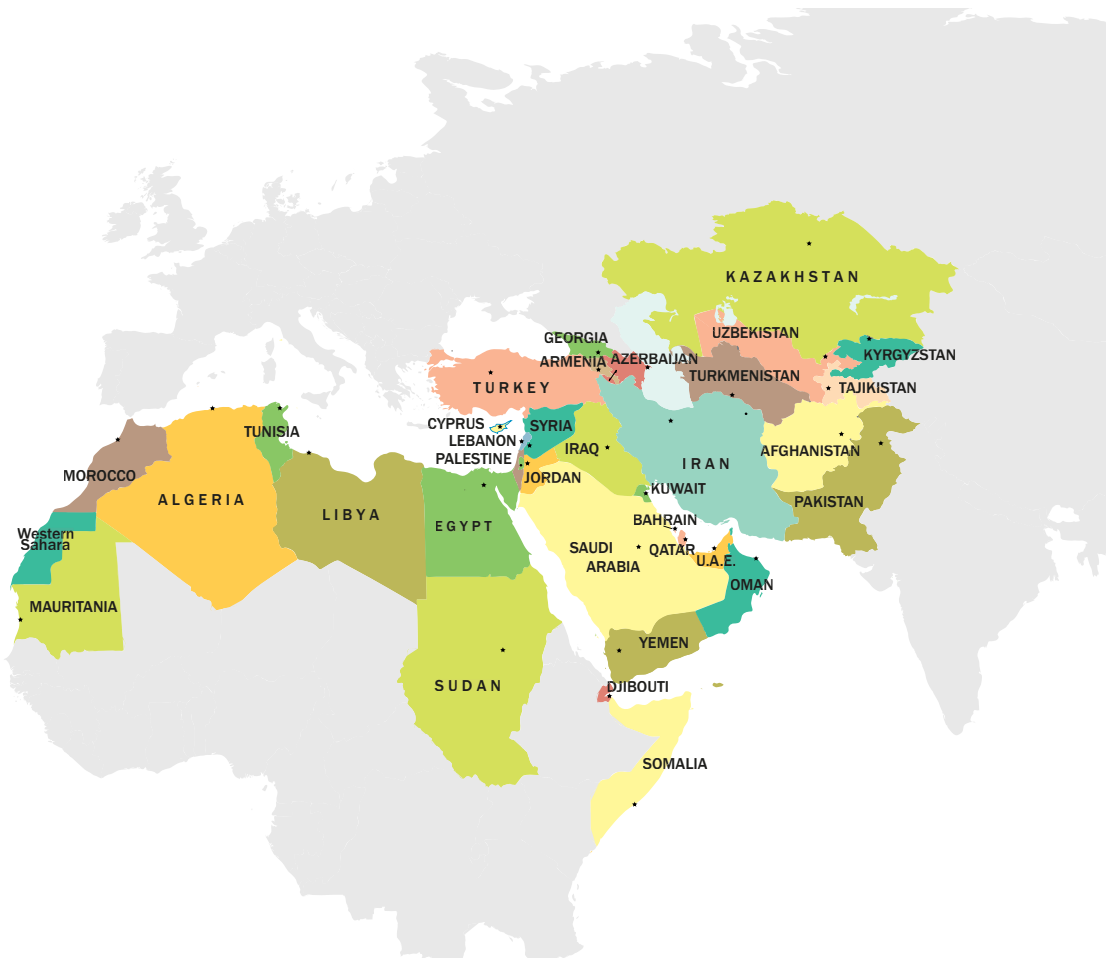 KAZAKHSTAN
UZBEKISTAN
GEORGIA
ARMENIA
AZERBAIJAN
KYRGYZSTAN
TURKMENISTAN
TURKEY
TAJIKISTAN
CYPRUS
SYRIA
TUNISIA
LEBANON
IRAQ
AFGHANISTAN
PALESTINE
IRAN
MOROCCO
JORDAN
KUWAIT
ALGERIA
PAKISTAN
LIBYA
BAHRAIN
EGYPT
Western
Sahara
SAUDI
ARABIA
QATAR
U.A.E.
OMAN
MAURITANIA
YEMEN
SUDAN
DJIBOUTI
SOMALIA